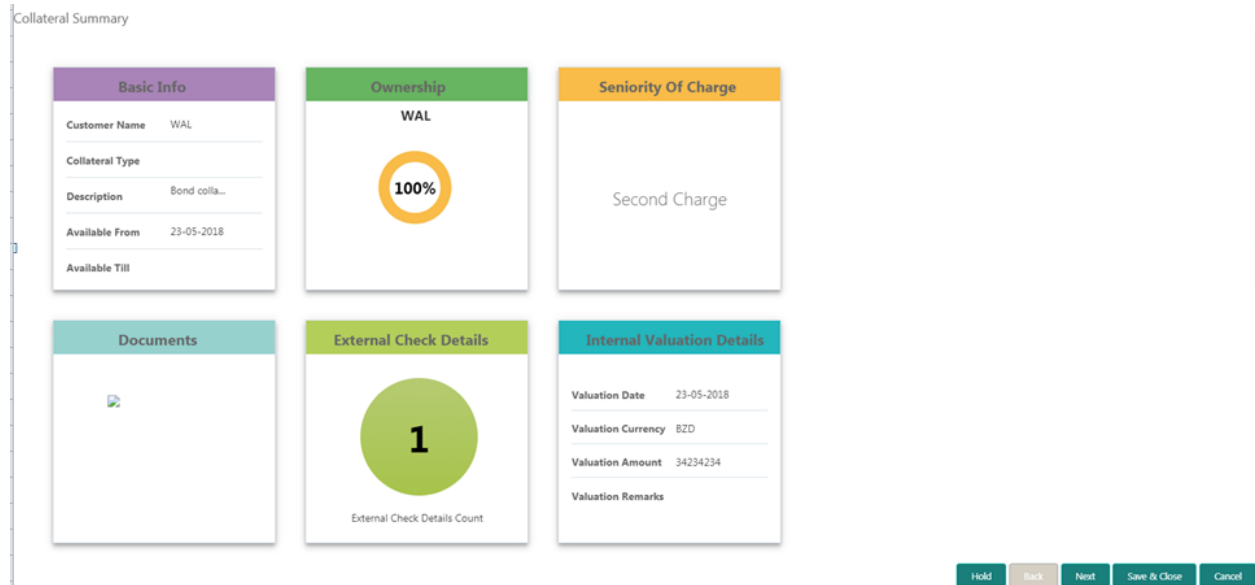 Collateral Summary
Basic Info
Customer Name WAL
Collateral Type
Description Bond colla...
Available From 23-05-2018
Available Till
Ownership
WAL
100%
Seniority Of Charge
Second Charge
Documents
External Check Details
1
External Check Details Count
Internal Valuation Details
Valuation Date 23-05-2018
Valuation Currency BZD
Valuation Amount 34234234
Valuation Remarks
Hold Back Next Save & Close Cancel